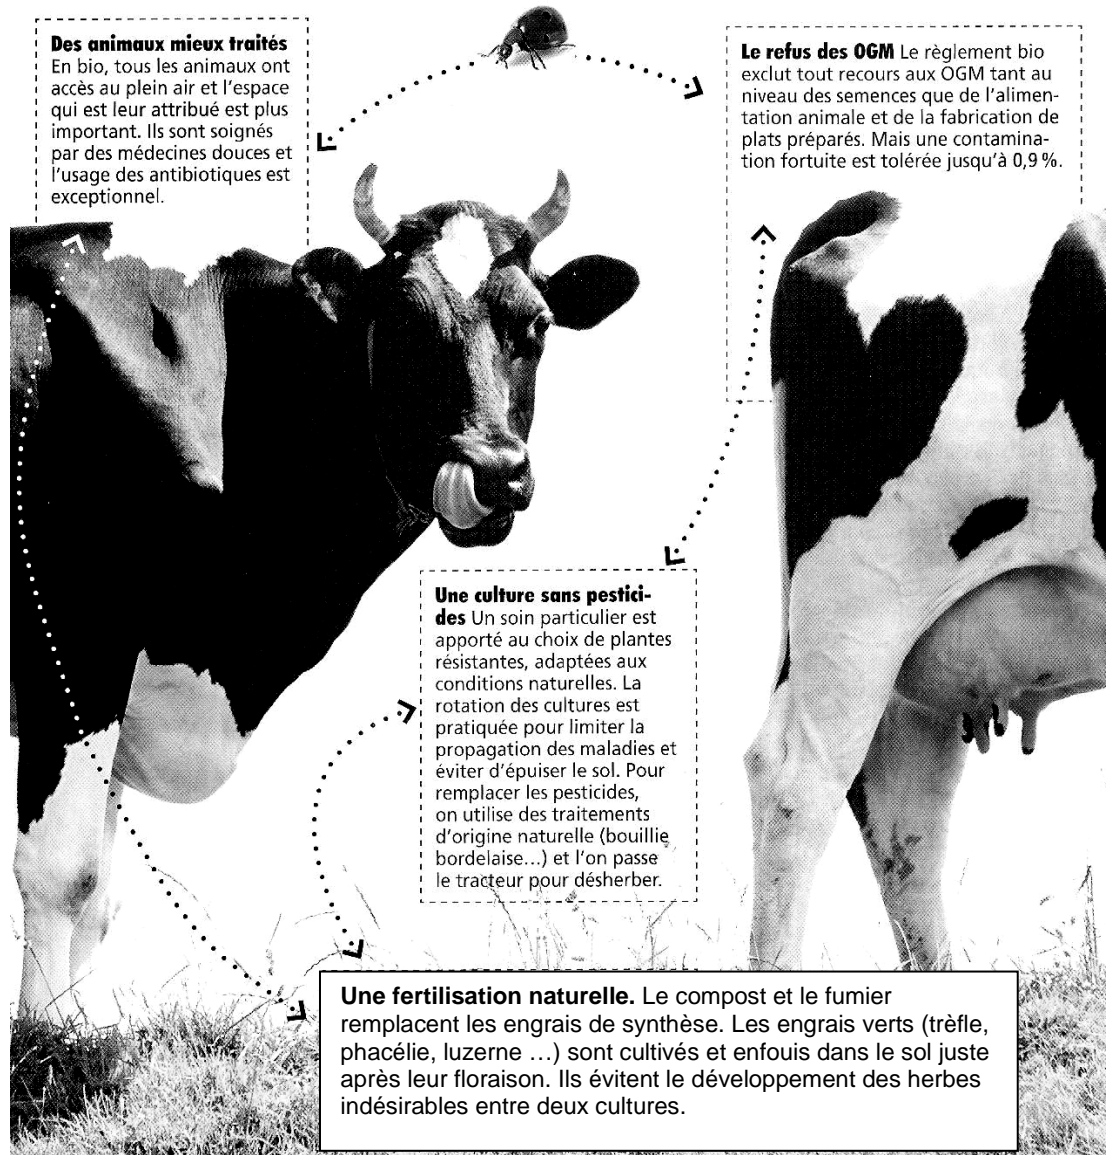 Des animaux mieux traités
En bio, tous les animaux ont
accès au plein air et l'espace
qui est leur attribué est plus
important. Ils sont soignés
par des médecines douces et
l'usage des antibiotiques est
exceptionnel.
Le refus des OGM Le règlement bio
exclut tout recours aux OGM tant au
niveau des semences que de l'alimen-
tation animale et de la fabrication de
plats préparés. Mais une contamina-
tion fortuite est tolérée jusqu'à 0,9 %.
Une culture sans pestici-
des Un soin particulier est
apporté au choix de plantes
résistantes, adaptées aux
conditions naturelles. La
rotation des cultures est
pratiquée pour limiter la
propagation des maladies et
éviter d'épuiser le sol. Pour
remplacer les pesticides,
on utilise des traitements
d'origine naturelle (bouillie
bordelaise...) et l'on passe
le tracteur pour désherber.
Une fertilisation naturelle. Le compost et le fumier
remplacent les engrais de synthèse. Les engrais verts (trèfle,
phacélie, luzerne ...) sont cultivés et enfouis dans le sol juste
après leur floraison. Ils évitent le développement des herbes
indésirables entre deux cultures.